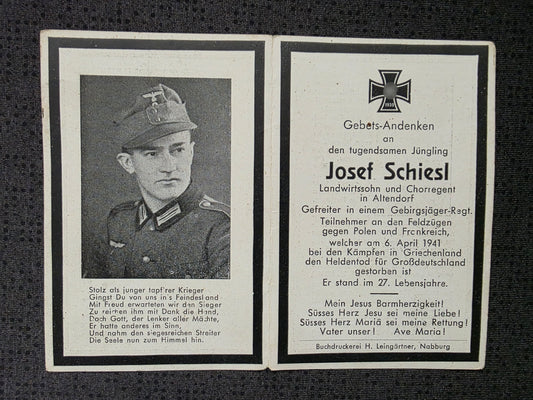 Stolz als junger tapf'rer Krieger
Gingst Du von uns in's Feindesland
Mit Freud erwarteten wir den Sieger
Zu reichen ihm mit Dank die Hand,
Doch Gott, der Lenker aller Mächte,
Er hatte anderes im Sinn,
Und nahm den siegesreichen Streiter
Die Seele nun zum Himmel hin.
1939
Gebets-Andenken
an
den tugendsamen Jüngling
Josef Schiesl
Landwirtssohn und Chorregent
in Altendorf
Gefreiter in einem Gebirgsjäger-Regt.
Teilnehmer an den Feldzügen
gegen Polen und Frankreich,
welcher am 6. April 1941
bei den Kämpfen in Griechenland
den Heldentod für Großdeutschland
gestorben ist
Er stand im 27. Lebensjahre.
Mein Jesus Barmherzigkeit!
Süsses Herz Jesu sei meine Liebe!
Süsses Herz Mariä sei meine Rettung!
Vater unser! Ave Maria!
Buchdruckerei H. Leingärtner, Nabburg